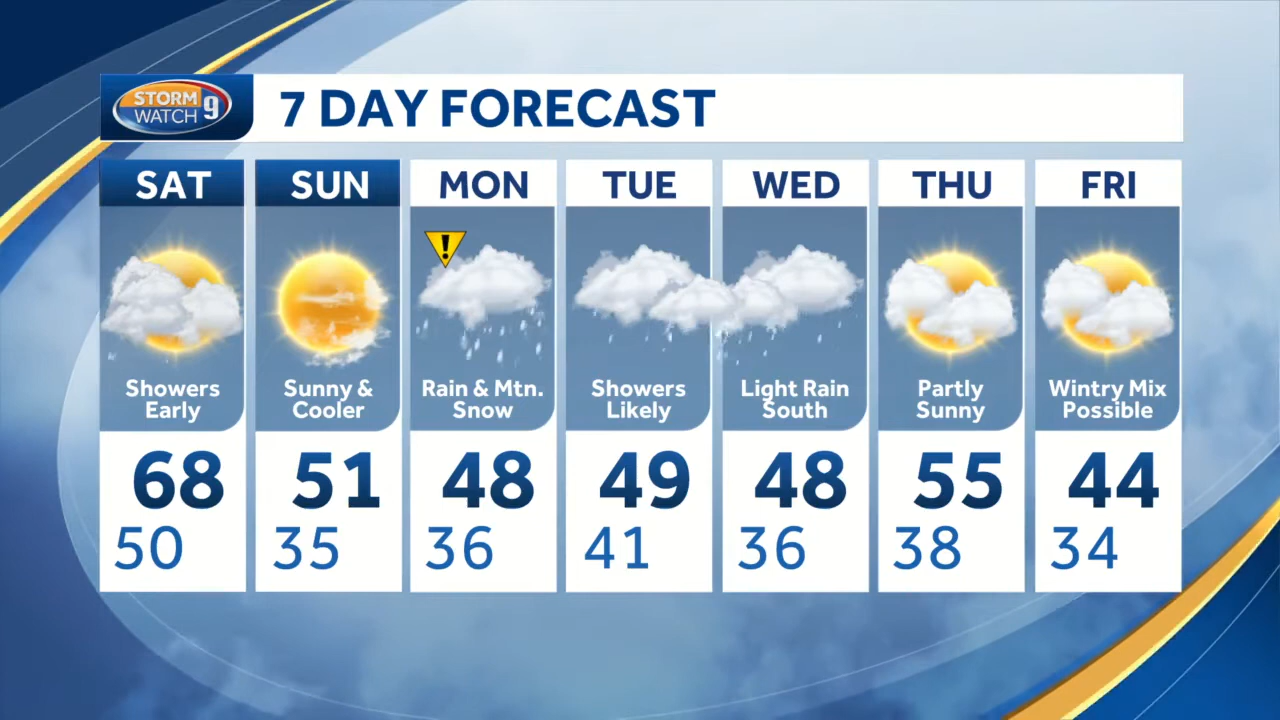 STORM
WATCH 9
7 DAY FORECAST
SAT SUN MON TUE WED THU FRI
!
Showers Sunny & Rain & Mtn. Showers Light Rain Partly Wintry Mix
Early Cooler Snow Likely South Sunny Possible
68 51 48 49 48 55 44
50 35 36 41 36 38 34